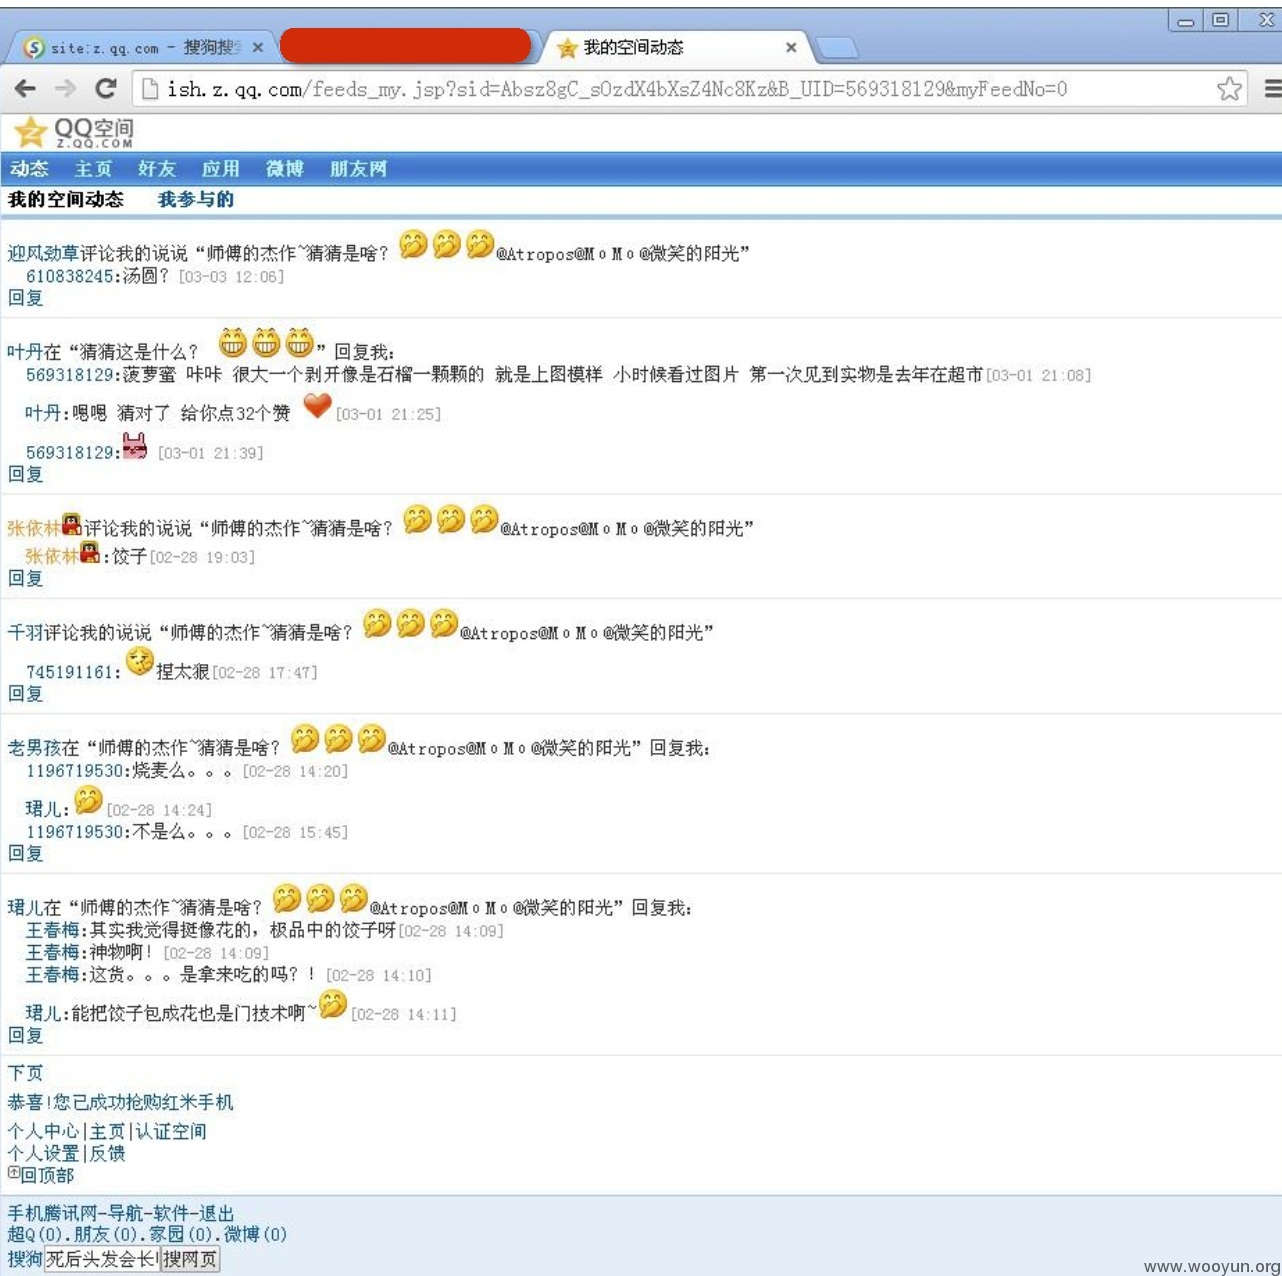 site:z.qq.com - 搜狗搜
我的空间动态
ish.z.qq.com/feeds_my.jsp?sid=Absz8gC_sOzdX4bXsZ4Nc8Kz&B_UID=569318129&myFeedNo=0
QQ空间
Z.QQ.COM
动态 主页 好友 应用 微博 朋友网
我的空间动态 我参与的
迎风劲草评论我的说说“师傅的杰作~猜猜是啥？@Atropos@MoMo@微笑的阳光”
610838245:汤圆？[03-03 12:06]
回复
叶丹在“猜猜这是什么？”回复我:
569318129:菠萝蜜 咔咔 很大一个剥开像是石榴一颗颗的 就是上图模样 小时候看过图片 第一次见到实物是去年在超市[03-01 21:08]
叶丹:嗯嗯 猜对了 给你点32个赞 [03-01 21:25]
569318129: [03-01 21:39]
回复
张依林评论我的说说“师傅的杰作~猜猜是啥？@Atropos@MoMo@微笑的阳光”
张依林:饺子[02-28 19:03]
回复
千羽评论我的说说“师傅的杰作~猜猜是啥？@Atropos@MoMo@微笑的阳光”
745191161:捏太狠[02-28 17:47]
回复
老男孩在“师傅的杰作~猜猜是啥？@Atropos@MoMo@微笑的阳光”回复我:
1196719530:烧麦么。。。[02-28 14:20]
珺儿: [02-28 14:24]
1196719530:不是么。。。[02-28 15:45]
回复
珺儿在“师傅的杰作~猜猜是啥？@Atropos@MoMo@微笑的阳光”回复我:
王春梅:其实我觉得挺像花的，极品中的饺子呀[02-28 14:09]
王春梅:神物啊！[02-28 14:09]
王春梅:这货。。。是拿来吃的吗？！[02-28 14:10]
珺儿:能把饺子包成花也是门技术啊~[02-28 14:11]
回复
下页
恭喜!您已成功抢购红米手机
个人中心|主页|认证空间
个人设置|反馈
回顶部
手机腾讯网-导航-软件-退出
超Q(0).朋友(0).家园(0).微博(0)
搜狗 死后头发会长! 搜网页
www.wooyun.org